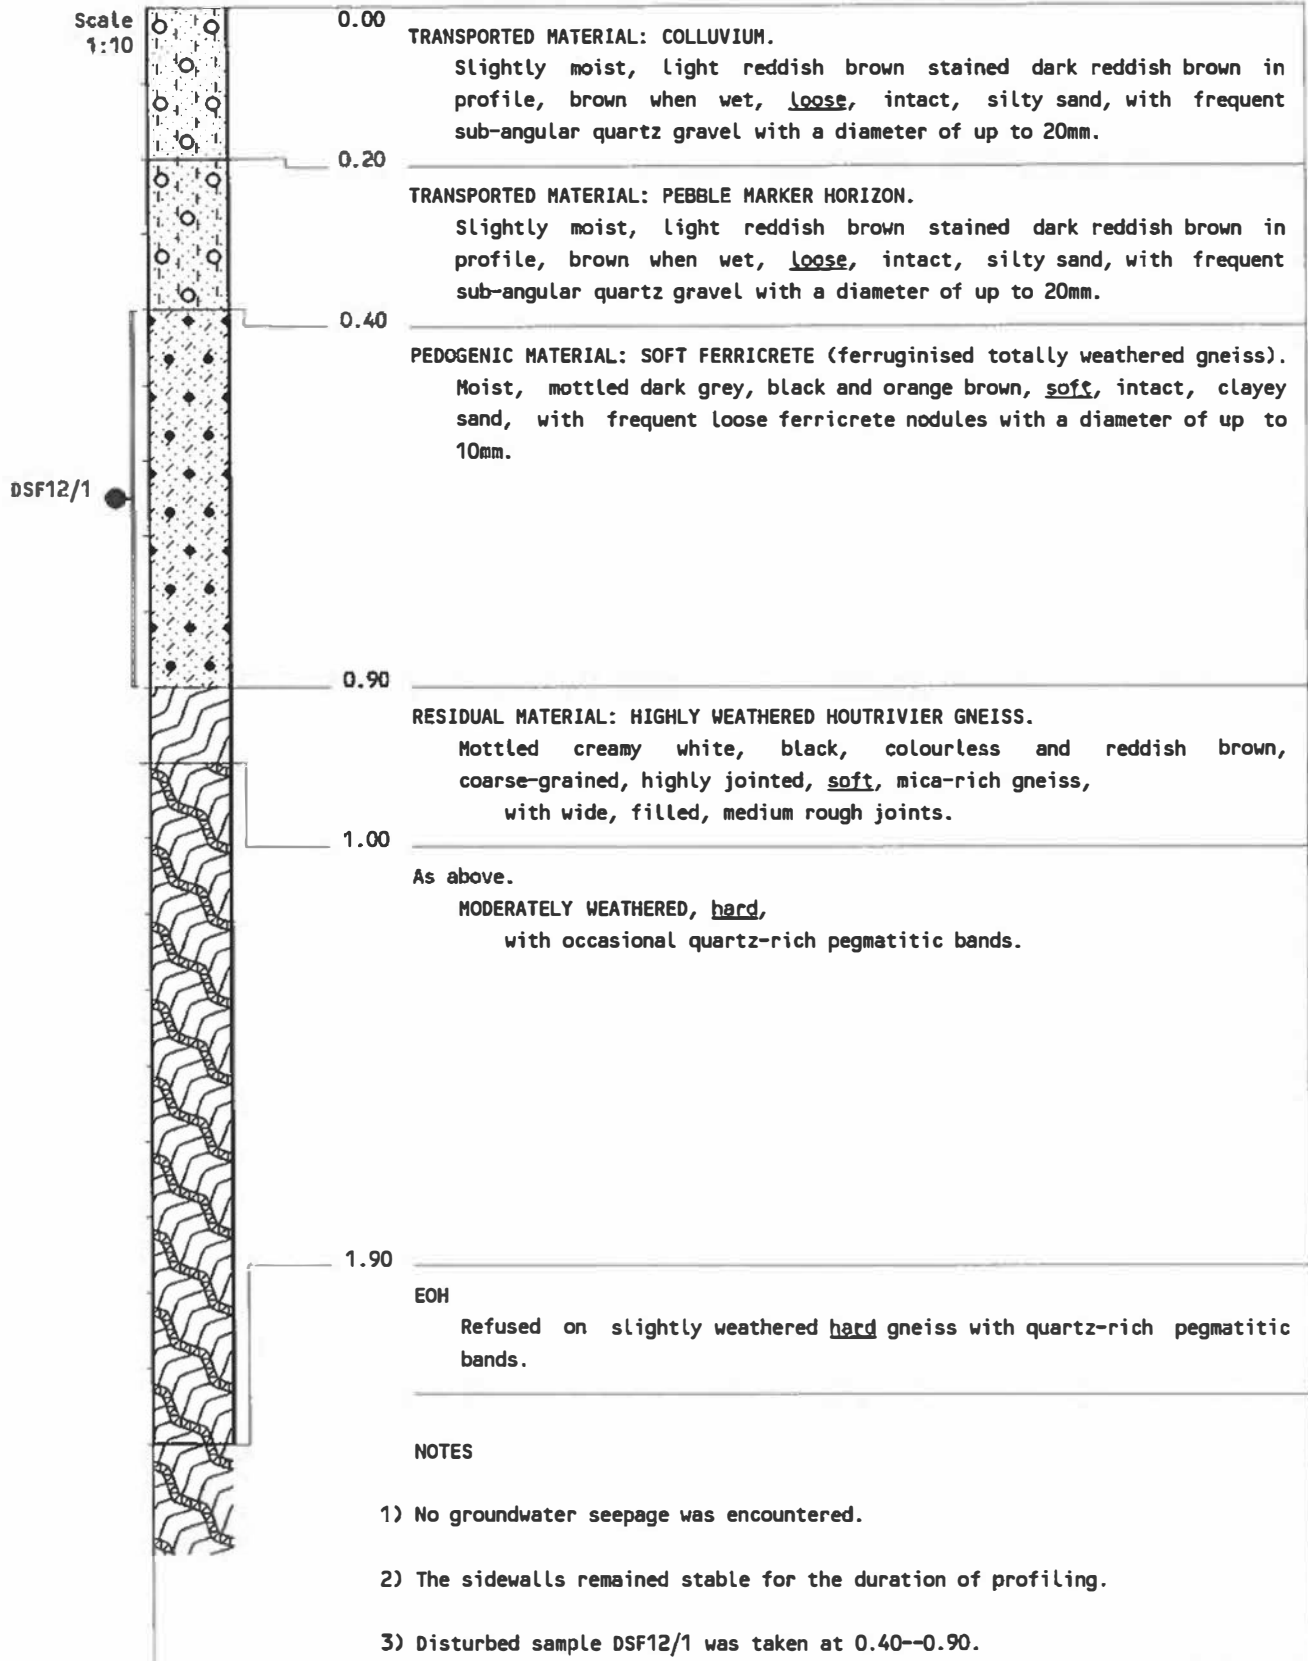 Scale
1:10
0.00
TRANSPORTED MATERIAL: COLLUVIUM.
Slightly moist, light reddish brown stained dark reddish brown in
profile, brown when wet, loose, intact, silty sand, with frequent
sub-angular quartz gravel with a diameter of up to 20mm.
0.20
TRANSPORTED MATERIAL: PEBBLE MARKER HORIZON.
Slightly moist, light reddish brown stained dark reddish brown in
profile, brown when wet, loose, intact, silty sand, with frequent
sub-angular quartz gravel with a diameter of up to 20mm.
0.40
PEDOGENIC MATERIAL: SOFT FERRICRETE (ferruginised totally weathered gneiss).
Moist, mottled dark grey, black and orange brown, soft, intact, clayey
sand, with frequent loose ferricrete nodules with a diameter of up to
10mm.
DSF12/1
0.90
RESIDUAL MATERIAL: HIGHLY WEATHERED HOUTRIVIER GNEISS.
Mottled creamy white, black, colourless and reddish brown,
coarse-grained, highly jointed, soft, mica-rich gneiss,
with wide, filled, medium rough joints.
1.00
As above.
MODERATELY WEATHERED, hard,
with occasional quartz-rich pegmatitic bands.
1.90
EOH
Refused on slightly weathered hard gneiss with quartz-rich pegmatitic
bands.
NOTES
1) No groundwater seepage was encountered.
2) The sidewalls remained stable for the duration of profiling.
3) Disturbed sample DSF12/1 was taken at 0.40--0.90.